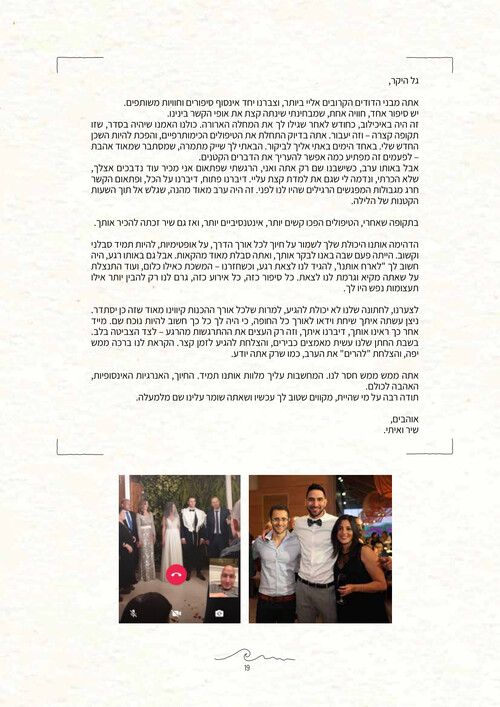 גל היקר,
אתה מבני הדודים הקרובים אליי ביותר, וצברנו יחד אינסוף סיפורים וחוויות משותפים.
יש סיפור אחד, חוויה אחת, שמבחינתי שינתה קצת את אופי הקשר בינינו.
זה היה באיכילוב, כחודש לאחר שגילו לך את המחלה הארורה. כולנו האמנו שיהיה בסדר, שזו
תקופה קצרה – וזה יעבור. אתה בדיוק התחלת את הטיפולים הכימותרפיים, והפכת להיות השכן
החדש שלי. באחד הימים באתי אליך לביקור. הבאתי לך שייק מתמרה, שמסתבר שמאוד אהבת
– לפעמים זה מפתיע כמה אפשר להעריך את הדברים הקטנים.
אבל באותו ערב, כשישבנו שם רק אתה ואני, הרגשתי שפתאום אני מכיר עוד נדבכים אצלך,
שלא הכרתי, ונדמה לי שגם את למדת קצת עליי. דיברנו פתוח, דיברנו על הכל, ופתאום הקשר
חרג מגבולות המפגשים הרגילים שהיו לנו לפני. זה היה ערב מאוד מהנה, שגלש אל תוך השעות
הקטנות של הלילה.
בתקופה שאחרי, הטיפולים הפכו קשים יותר, אינטנסיביים יותר, ואז גם שיר זכתה להכיר אותך.
הדהימה אותנו היכולת שלך לשמור על חיוך לכל אורך הדרך, על אופטימיות, להיות תמיד סבלני
וקשוב. הייתה פעם שבה באנו לבקר אותך, ואתה סבלת מאוד מהקאות. אבל גם באותו רגע, היה
חשוב לך "לארח אותנו", להגיד לנו לצאת רגע, וכשחזרנו – המשכת כאילו כלום, ועוד התנצלת
על שאתה מקיא וגרמת לנו לצאת. כל סיפור כזה, כל אירוע כזה, גרם לנו רק להבין יותר אילו
תעצומות נפש היו לך.
לצערנו, לחתונה שלנו לא יכולת להגיע, למרות שלכל אורך ההכנות קיווינו מאוד שזה כן יסתדר.
ניצן עשתה איתך שיחת וידאו לאורך כל החופה, כי היה לך כל כך חשוב להיות נוכח שם. מייד
אחר כך ראינו אותך, דיברנו איתך, וזה רק העצים את ההתרגשות מהרגע – לצד הצביטה בלב.
בשבת החתן שלנו עשית מאמצים כבירים, והצלחת להגיע לזמן קצר. הקראת לנו ברכה ממש
יפה, והצלחת "להרים" את הערב, כמו שרק אתה יודע.
אתה ממש ממש חסר לנו. המחשבות עליך מלוות אותנו תמיד. החיוך, האנרגיות האינסופיות,
האהבה לכולם.
תודה רבה על מי שהיית, מקווים שטוב לך עכשיו ושאתה שומר עלינו שם מלמעלה.
אוהבים,
שיר ואיתי.
19